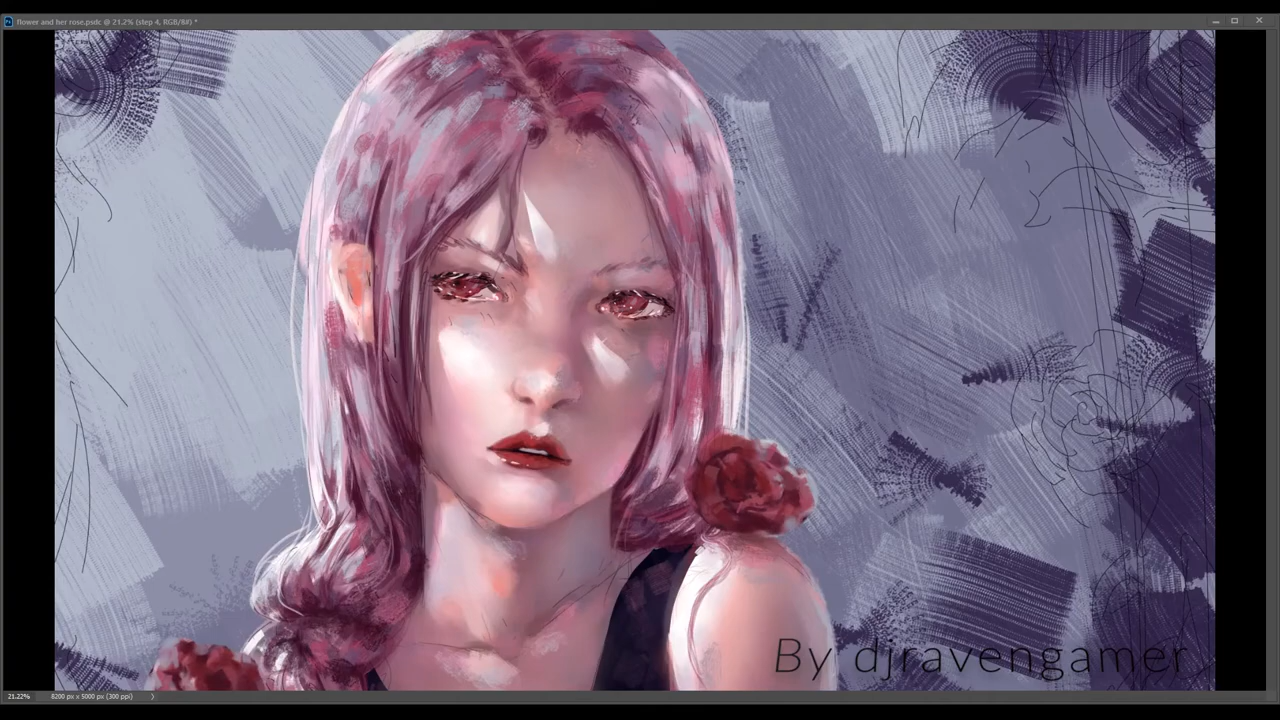 flower and her rose.psdc @ 21.2% (step 4, RGB/8#) *
By djravengamer
21.22%
8200 px x 5000 px (300 ppi)